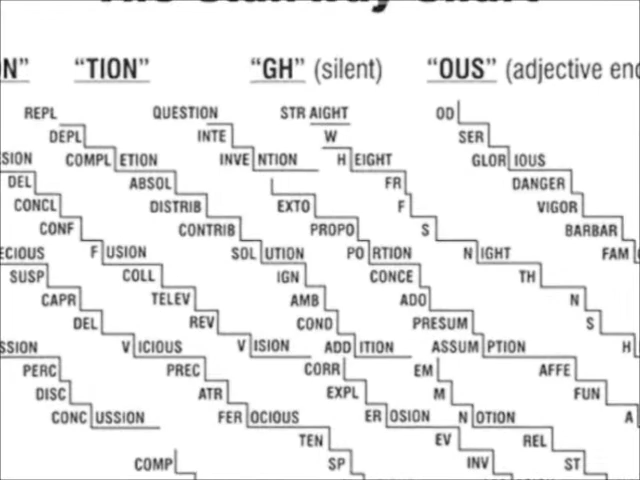 "TION" "GH" (silent) "OUS" (adjective
REPL QUESTION STR AIGHT OD
DEPL INTE W SER
SION COMPL ETION INVE NTION H EIGHT GLOR IOUS
DEL ABSOL FR DANGER
CONCL DISTRIB EXTO F VIGOR
CONF CONTRIB PROPO S BARBAR
ECIOUS F USION SOL UTION PO RTION N IGHT FAM
SUSP COLL IGN CONCE TH
CAPR TELEV AMB ADO N
DEL REV COND PRESUM S
SSION V ICIOUS V ISION ADD ITION ASSUM PTION H
PERC PREC CORR EM AFFE
DISC ATR EXPL M FUN
CONC USSION FER OCIOUS ER OSION N OTION A
TEN EV REL
COMP SP INV ST